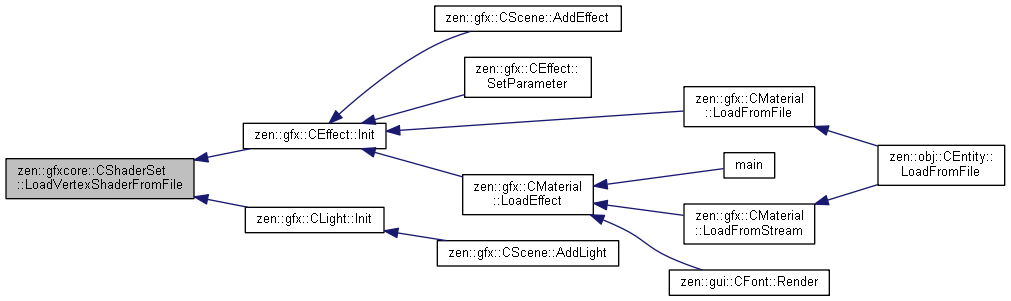 zen::gfxcore::CShaderSet
::LoadVertexShaderFromFile
zen::gfx::CEffect::Init
zen::gfx::CScene::AddEffect
zen::gfx::CEffect::
SetParameter
zen::gfx::CMaterial
::LoadFromFile
zen::obj::CEntity::
LoadFromFile
zen::gfx::CMaterial
::LoadEffect
main
zen::gfx::CMaterial
::LoadFromStream
zen::gui::CFont::Render
zen::gfx::CLight::Init
zen::gfx::CScene::AddLight